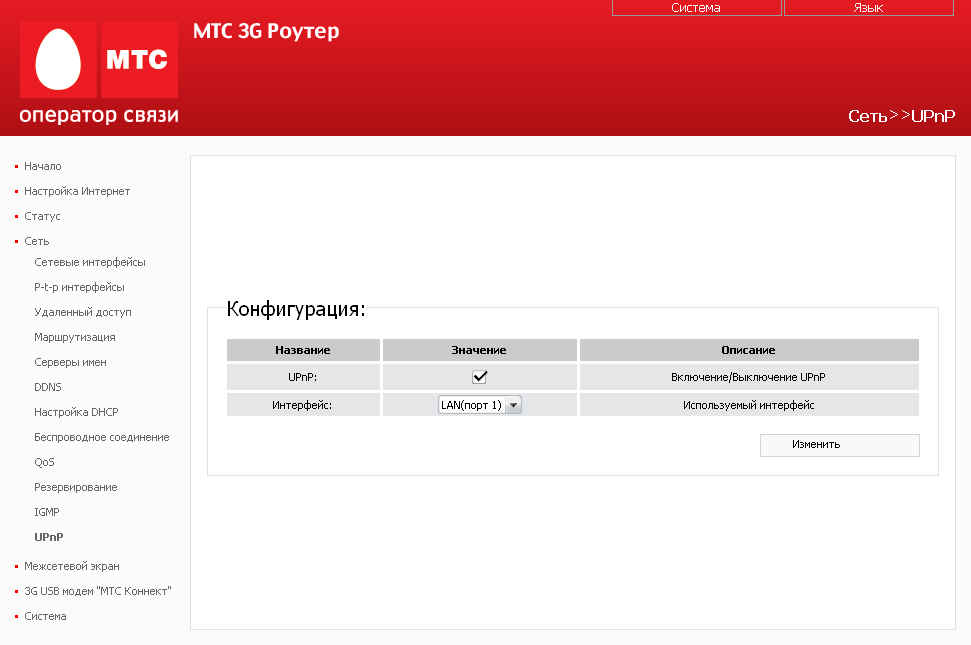 Система
Язык
МТС 3G Роутер
МТС
оператор связи
Сеть>>UPnP
Начало
Настройка Интернет
Статус
Сеть
Сетевые интерфейсы
P-t-p интерфейсы
Удаленный доступ
Маршрутизация
Серверы имен
DDNS
Настройка DHCP
Беспроводное соединение
QoS
Резервирование
IGMP
UPnP
Межсетевой экран
3G USB модем "МТС Коннект"
Система
Конфигурация:
Название Значение Описание
UPnP: Включение/Выключение UPnP
Интерфейс: LAN(порт 1) Используемый интерфейс
Изменить